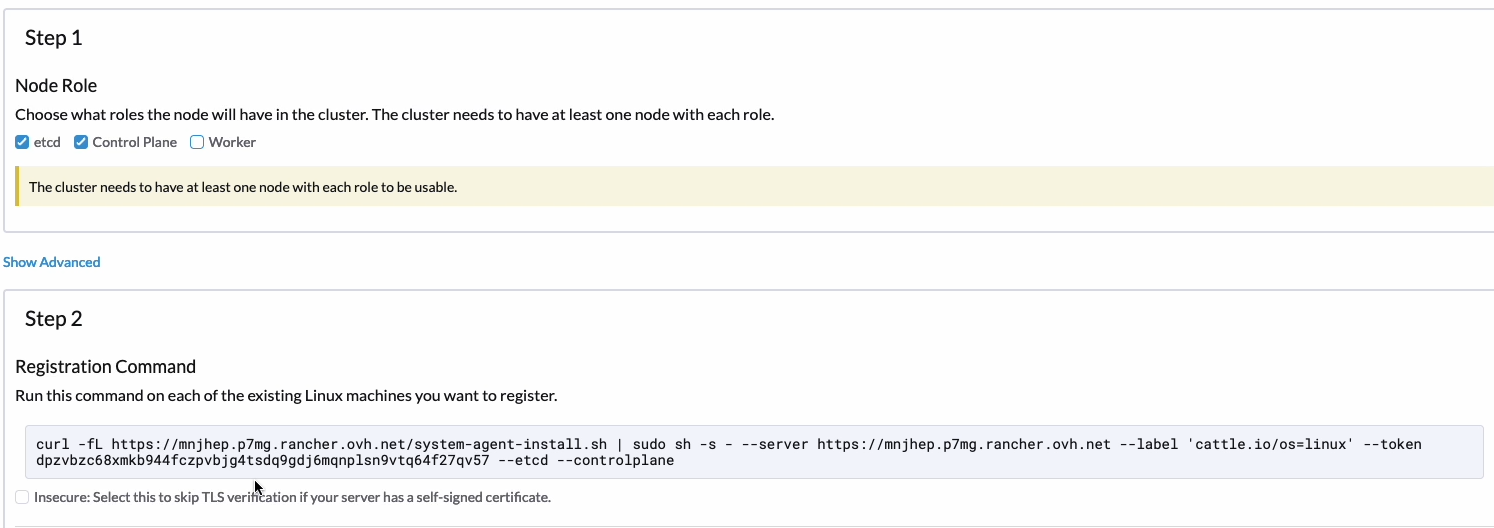 Step 1
Node Role
Choose what roles the node will have in the cluster. The cluster needs to have at least one node with each role.
etcd Control Plane Worker
The cluster needs to have at least one node with each role to be usable.
Show Advanced
Step 2
Registration Command
Run this command on each of the existing Linux machines you want to register.
curl -fL https://mnjhep.p7mg.rancher.ovh.net/system-agent-install.sh | sudo sh -s - --server https://mnjhep.p7mg.rancher.ovh.net --label 'cattle.io/os=linux' --token
dpzvbzc68xmkb944fczpvbjg4tsdq9gdj6mqnplsn9vtq64f27qv57 --etcd --controlplane
Insecure: Select this to skip TLS verification if your server has a self-signed certificate.